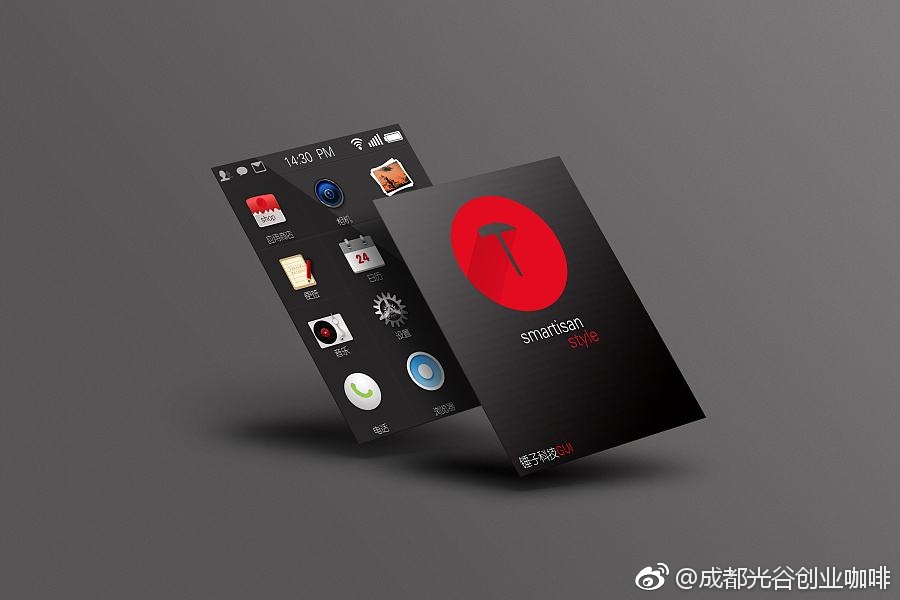 14:30 PM
shop
应用商店
相机
24
便签
日历
音乐
设置
电话
浏览器
smartisan
style
锤子科技GUI
@成都光谷创业咖啡